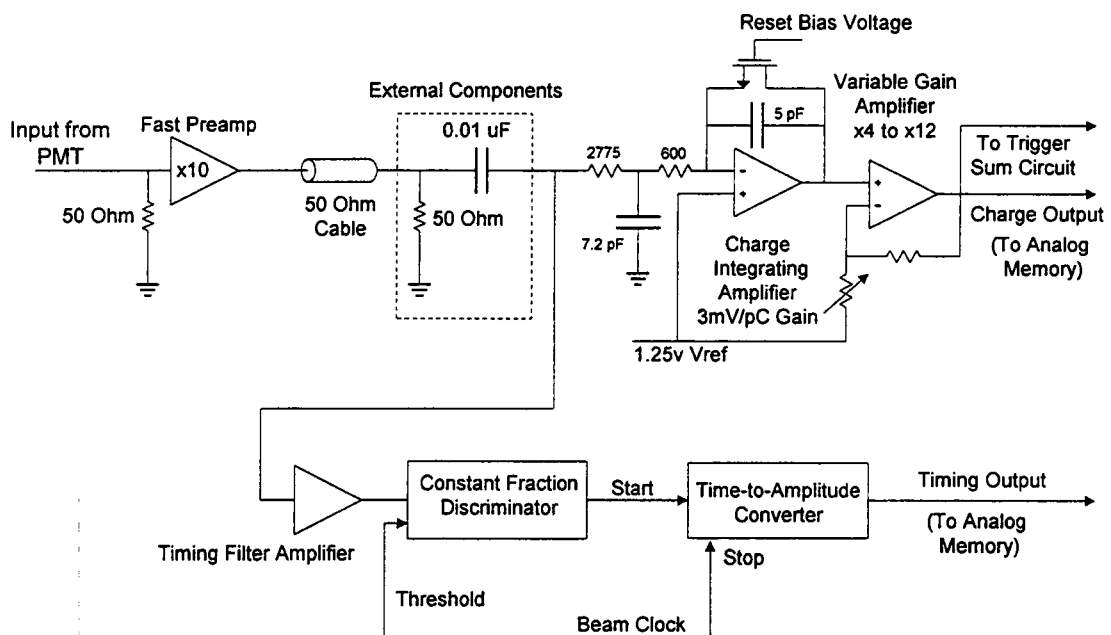 Reset Bias Voltage
External Components
Variable Gain
Amplifier
x4 to x12
Input from
PMT
Fast Preamp
x10
0.01 uF
5 pF
To Trigger
Sum Circuit
2775
600
-
+
+
-
50 Ohm
50 Ohm
Cable
50 Ohm
7.2 pF
Charge
Integrating
Amplifier
3mV/pC Gain
Charge Output
(To Analog
Memory)
1.25v Vref
Constant Fraction
Discriminator
Start
Time-to-Amplitude
Converter
Timing Output
(To Analog
Memory)
Timing Filter Amplifier
Stop
Threshold
Beam Clock